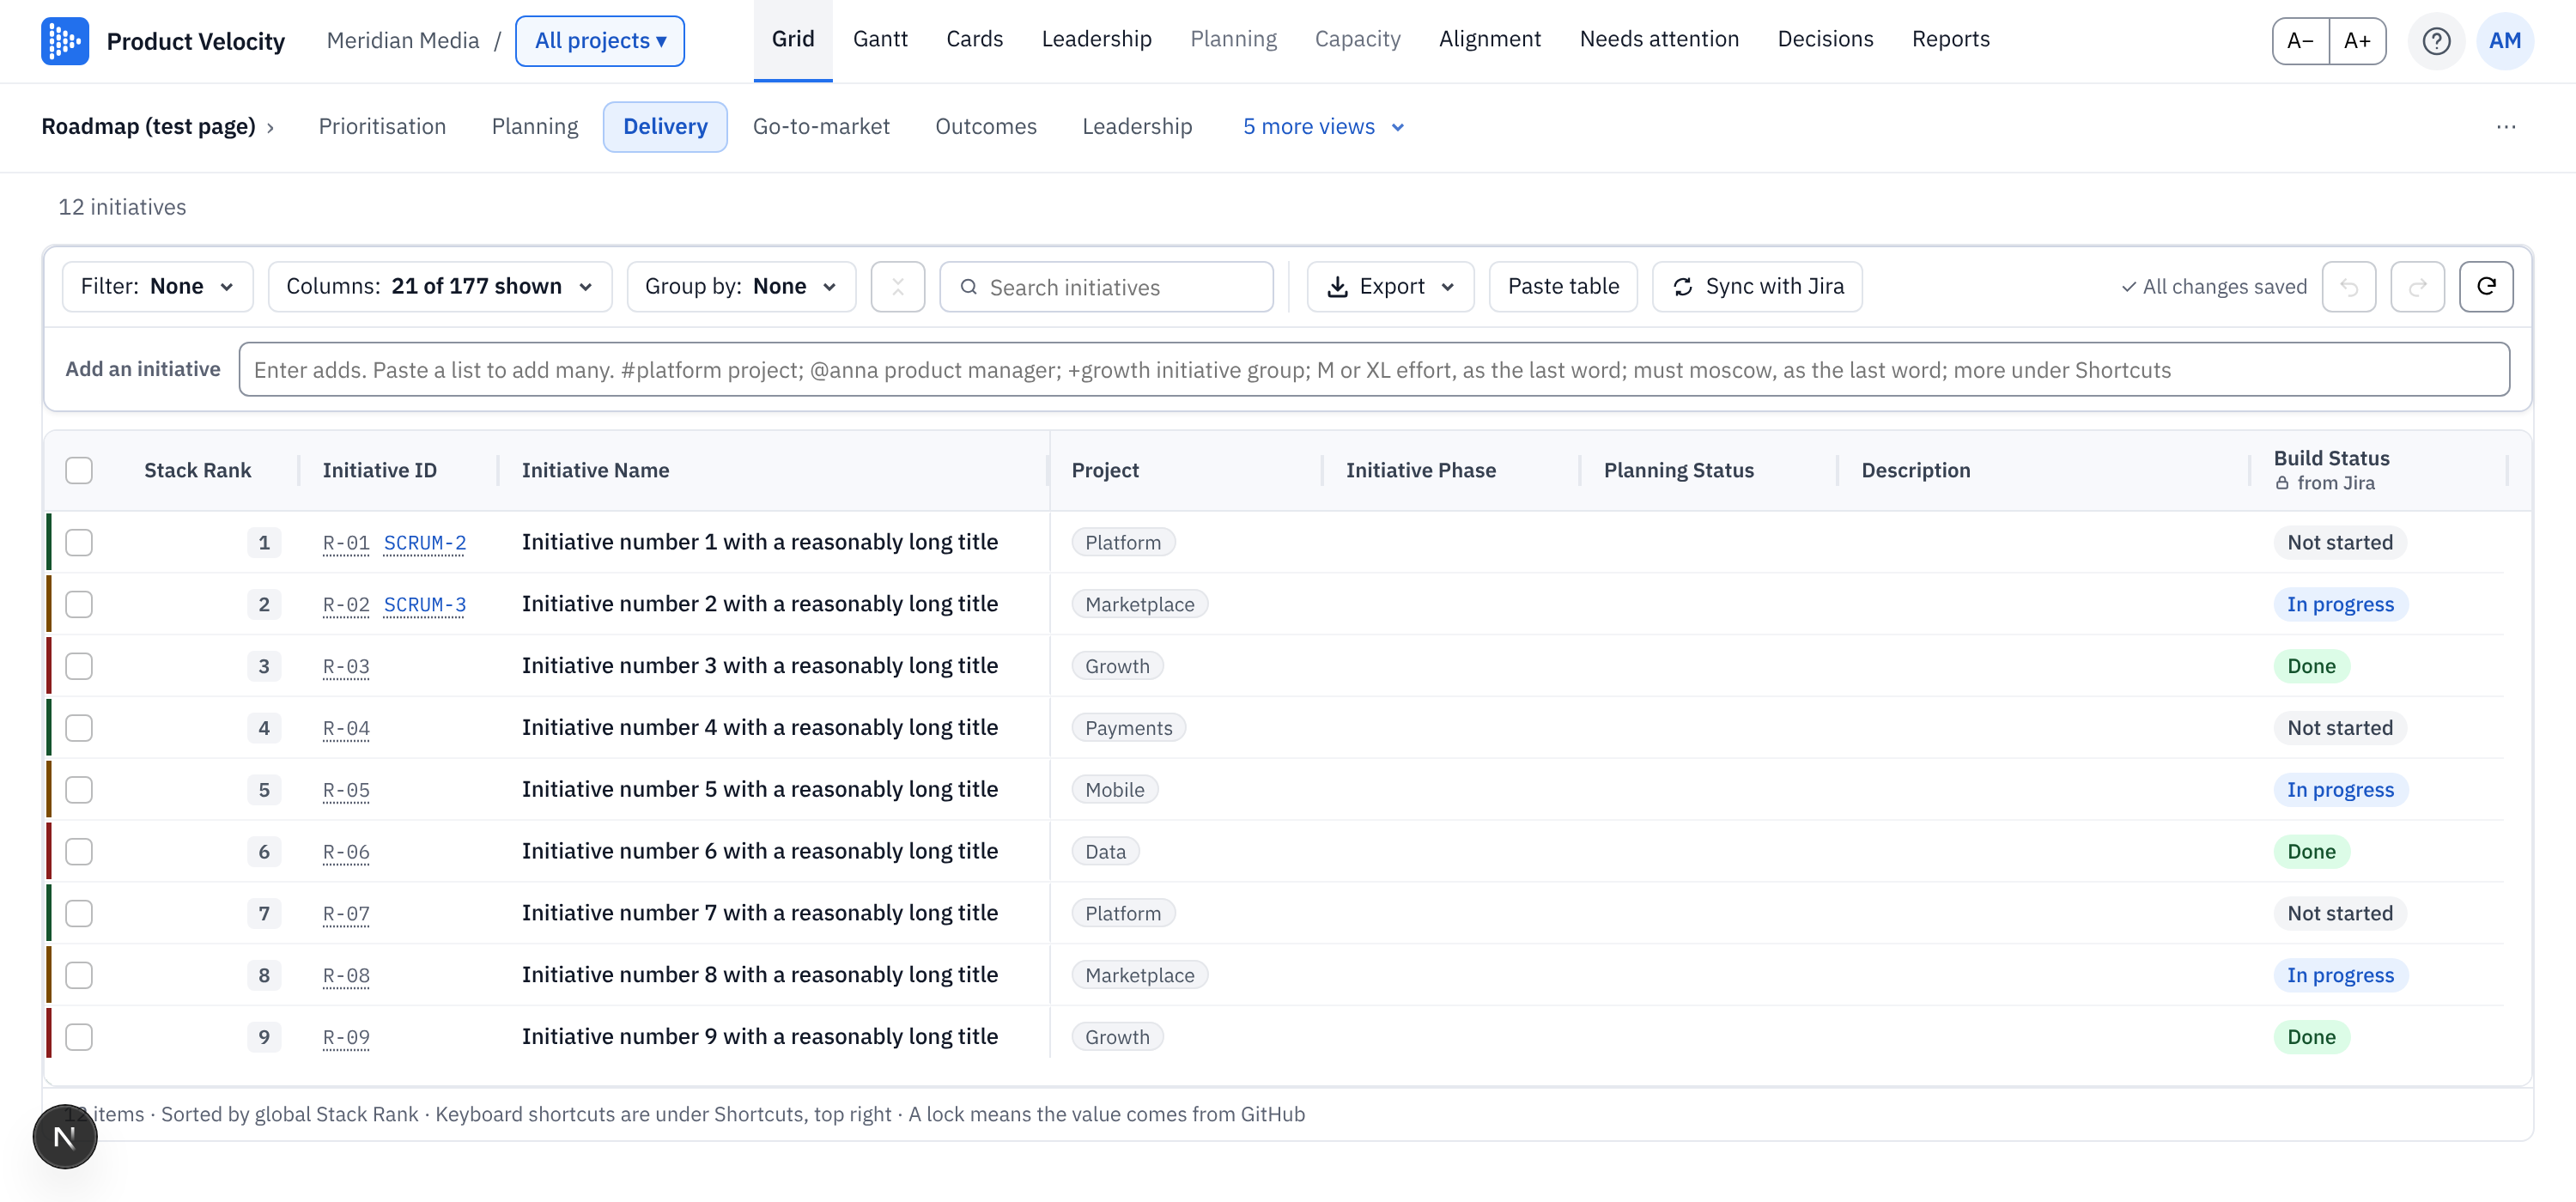 Product Velocity Meridian Media / All projects ▾ Grid Gantt Cards Leadership Planning Capacity Alignment Needs attention Decisions Reports A− A+ ? AM
Roadmap (test page) › Prioritisation Planning Delivery Go-to-market Outcomes Leadership 5 more views ···
12 initiatives
Filter: None Columns: 21 of 177 shown Group by: None Search initiatives Export Paste table Sync with Jira ✓ All changes saved
Add an initiative Enter adds. Paste a list to add many. #platform project; @anna product manager; +growth initiative group; M or XL effort, as the last word; must moscow, as the last word; more under Shortcuts
Stack Rank Initiative ID Initiative Name Project Initiative Phase Planning Status Description Build Status
from Jira
1 R-01 SCRUM-2 Initiative number 1 with a reasonably long title Platform Not started
2 R-02 SCRUM-3 Initiative number 2 with a reasonably long title Marketplace In progress
3 R-03 Initiative number 3 with a reasonably long title Growth Done
4 R-04 Initiative number 4 with a reasonably long title Payments Not started
5 R-05 Initiative number 5 with a reasonably long title Mobile In progress
6 R-06 Initiative number 6 with a reasonably long title Data Done
7 R-07 Initiative number 7 with a reasonably long title Platform Not started
8 R-08 Initiative number 8 with a reasonably long title Marketplace In progress
9 R-09 Initiative number 9 with a reasonably long title Growth Done
12 items · Sorted by global Stack Rank · Keyboard shortcuts are under Shortcuts, top right · A lock means the value comes from GitHub
N